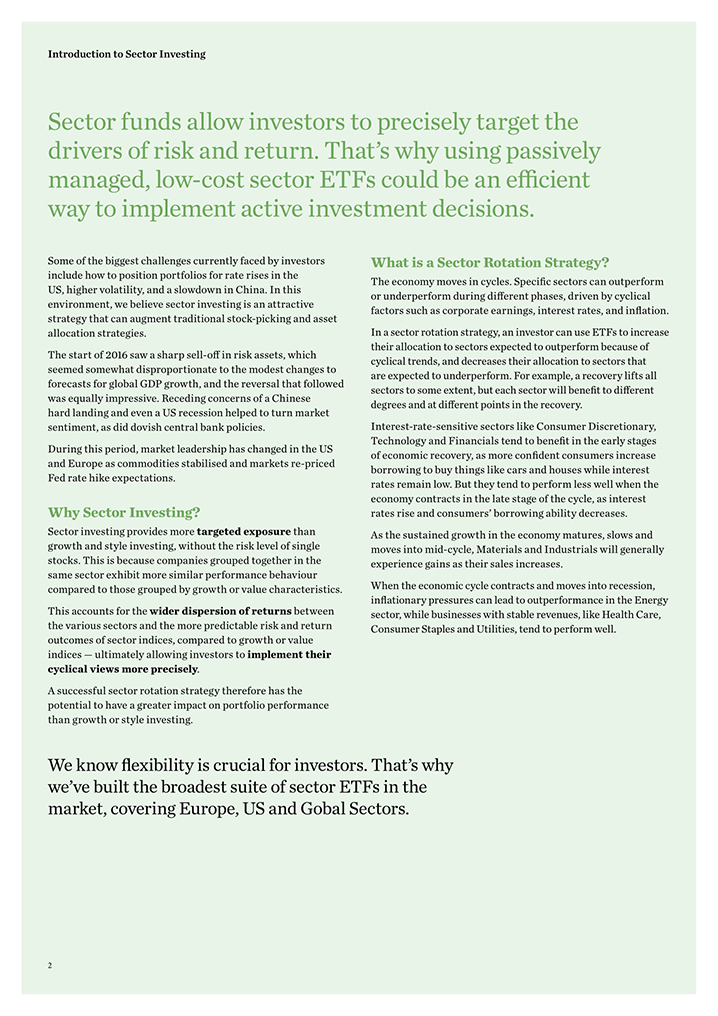 Introduction to Sector Investing
Sector funds allow investors to precisely target the
drivers of risk and return. That’s why using passively
managed, low-cost sector ETFs could be an efficient
way to implement active investment decisions.
Some of the biggest challenges currently faced by investors
include how to position portfolios for rate rises in the
US, higher volatility, and a slowdown in China. In this
environment, we believe sector investing is an attractive
strategy that can augment traditional stock-picking and asset
allocation strategies.
The start of 2016 saw a sharp sell-off in risk assets, which
seemed somewhat disproportionate to the modest changes to
forecasts for global GDP growth, and the reversal that followed
was equally impressive. Receding concerns of a Chinese
hard landing and even a US recession helped to turn market
sentiment, as did dovish central bank policies.
During this period, market leadership has changed in the US
and Europe as commodities stabilised and markets re-priced
Fed rate hike expectations.
Why Sector Investing?
Sector investing provides more targeted exposure than
growth and style investing, without the risk level of single
stocks. This is because companies grouped together in the
same sector exhibit more similar performance behaviour
compared to those grouped by growth or value characteristics.
This accounts for the wider dispersion of returns between
the various sectors and the more predictable risk and return
outcomes of sector indices, compared to growth or value
indices — ultimately allowing investors to implement their
cyclical views more precisely.
A successful sector rotation strategy therefore has the
potential to have a greater impact on portfolio performance
than growth or style investing.
What is a Sector Rotation Strategy?
The economy moves in cycles. Specific sectors can outperform
or underperform during different phases, driven by cyclical
factors such as corporate earnings, interest rates, and inflation.
In a sector rotation strategy, an investor can use ETFs to increase
their allocation to sectors expected to outperform because of
cyclical trends, and decreases their allocation to sectors that
are expected to underperform. For example, a recovery lifts all
sectors to some extent, but each sector will benefit to different
degrees and at different points in the recovery.
Interest-rate-sensitive sectors like Consumer Discretionary,
Technology and Financials tend to benefit in the early stages
of economic recovery, as more confident consumers increase
borrowing to buy things like cars and houses while interest
rates remain low. But they tend to perform less well when the
economy contracts in the late stage of the cycle, as interest
rates rise and consumers’ borrowing ability decreases.
As the sustained growth in the economy matures, slows and
moves into mid-cycle, Materials and Industrials will generally
experience gains as their sales increases.
When the economic cycle contracts and moves into recession,
inflationary pressures can lead to outperformance in the Energy
sector, while businesses with stable revenues, like Health Care,
Consumer Staples and Utilities, tend to perform well.
We know flexibility is crucial for investors. That’s why
we’ve built the broadest suite of sector ETFs in the
market, covering Europe, US and Gobal Sectors.
2